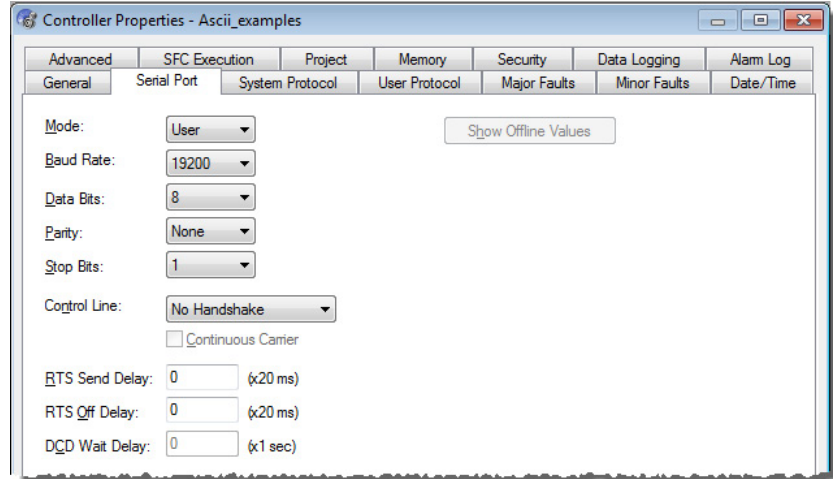 Controller Properties - Ascii_examples
Advanced SFC Execution Project Memory Security Data Logging Alarm Log
General Serial Port System Protocol User Protocol Major Faults Minor Faults Date/Time
Mode: User Show Offline Values
Baud Rate: 19200
Data Bits: 8
Parity: None
Stop Bits: 1
Control Line: No Handshake
Continuous Carrier
RTS Send Delay: 0 (x20 ms)
RTS Off Delay: 0 (x20 ms)
DCD Wait Delay: 0 (x1 sec)